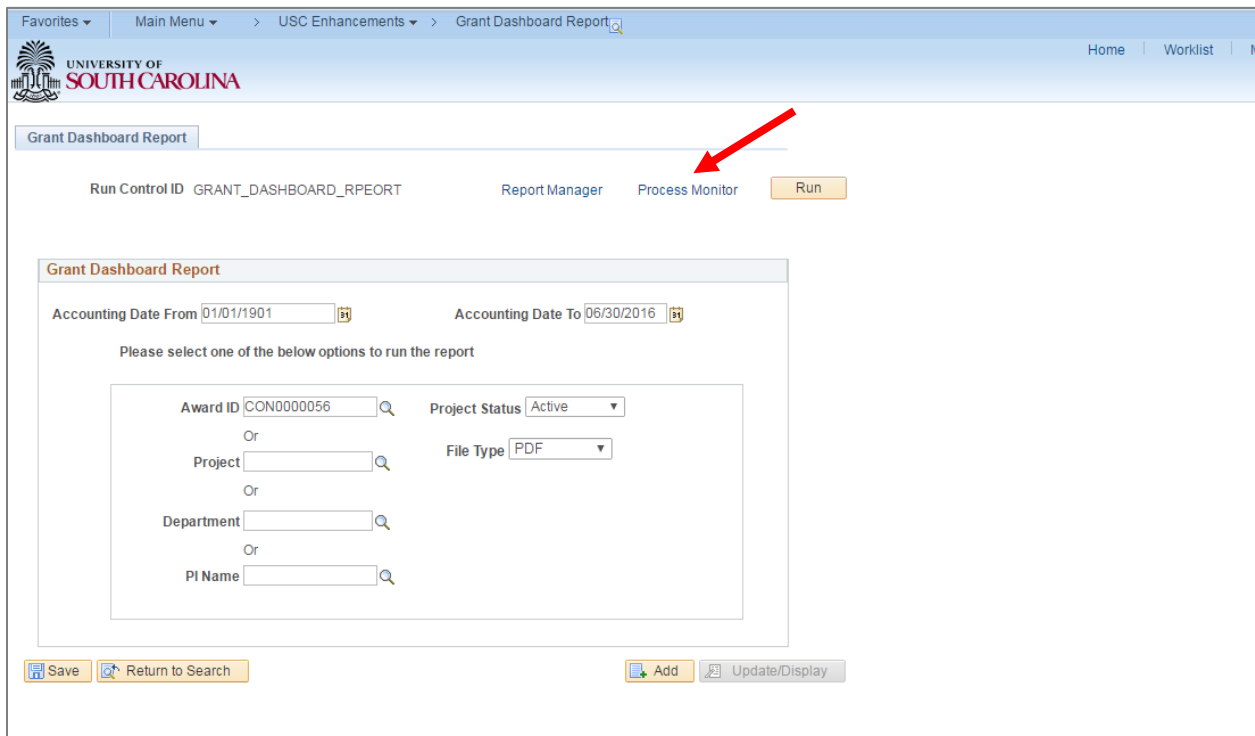 Favorites Main Menu > USC Enhancements > Grant Dashboard Report
Home Worklist
UNIVERSITY OF
SOUTH CAROLINA
Grant Dashboard Report
Run Control ID GRANT_DASHBOARD_RPEORT Report Manager Process Monitor Run
Grant Dashboard Report
Accounting Date From 01/01/1901 31 Accounting Date To 06/30/2016 31
Please select one of the below options to run the report
Award ID CON0000056 Project Status Active
Or
File Type PDF
Project
Or
Department
Or
PI Name
Save Return to Search Add Update/Display